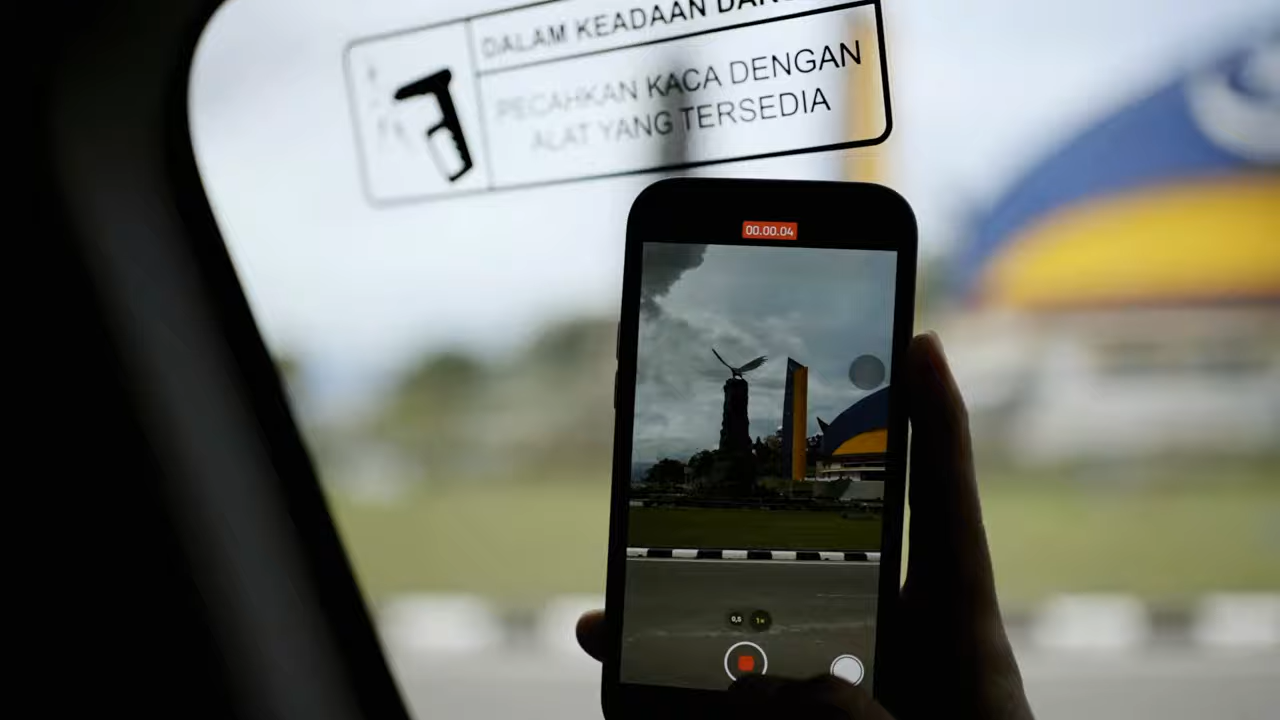 DALAM KEADAAN
PECAHKAN KACA DENGAN
ALAT YANG TERSEDIA
00.00.04
0,5 1×